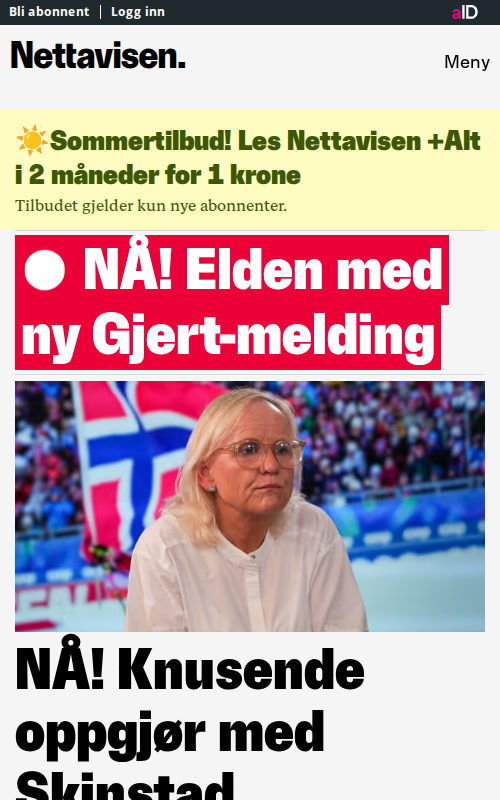 Bli abonnent
Logg inn
aID
Nettavisen.
Meny
☀️Sommertilbud! Les Nettavisen +Alt
i 2 måneder for 1 krone
Tilbudet gjelder kun nye abonnenter.
NÅ! Elden med
ny Gjert-melding
NÅ! Knusende
oppgjør med
Skinstad